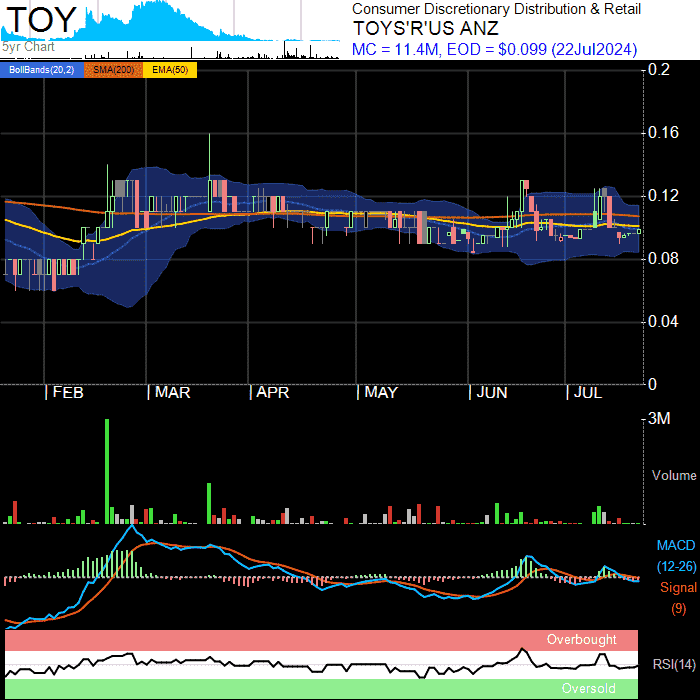 TOY
5yr Chart
Consumer Discretionary Distribution & Retail
TOYS'R'US ANZ
MC = 11.4M, EOD = $0.099 (22Jul2024)
BollBands(20,2) SMA(200) EMA(50)
0.2
0.16
0.12
0.08
0.04
0
FEB MAR APR MAY JUN JUL
3M
Volume
MACD
(12-26)
Signal
(9)
Overbought
RSI(14)
Oversold